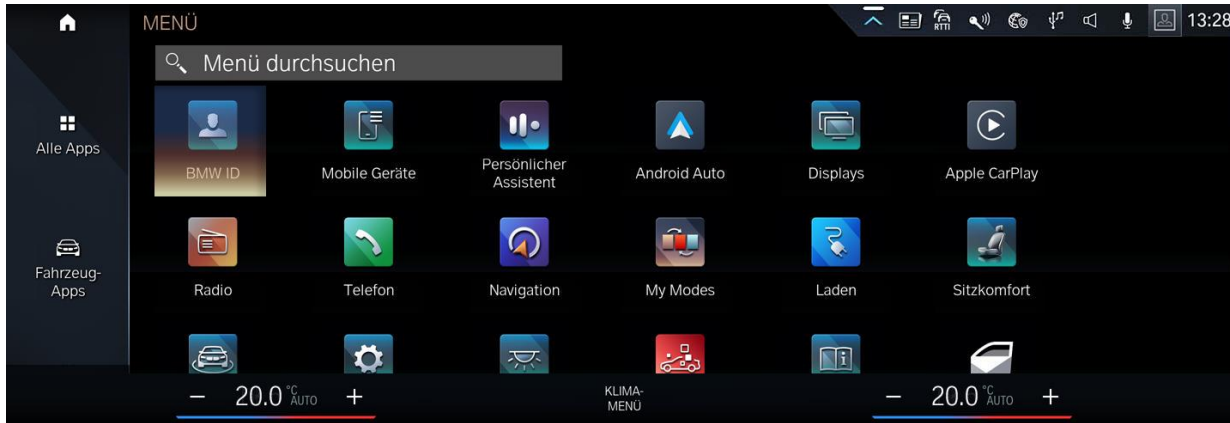 MENÜ
RTTI
13:28
Menü durchsuchen
Alle Apps
BMW ID
Mobile Geräte
Persönlicher
Assistent
Android Auto
Displays
Apple CarPlay
Fahrzeug-
Apps
Radio
Telefon
Navigation
My Modes
Laden
Sitzkomfort
− 20.0 °C AUTO +
KLIMA-
MENÜ
− 20.0 °C AUTO +